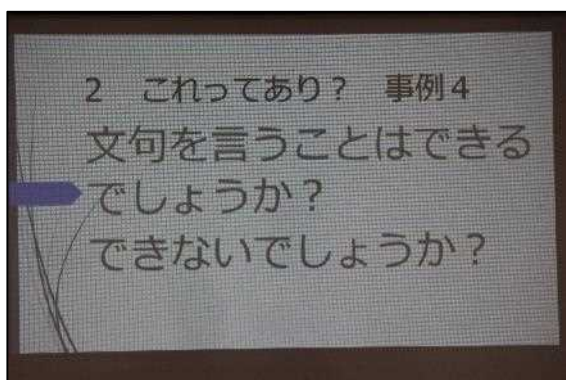 2　これってあり？　事例４
文句を言うことはできる
でしょうか？
できないでしょうか？